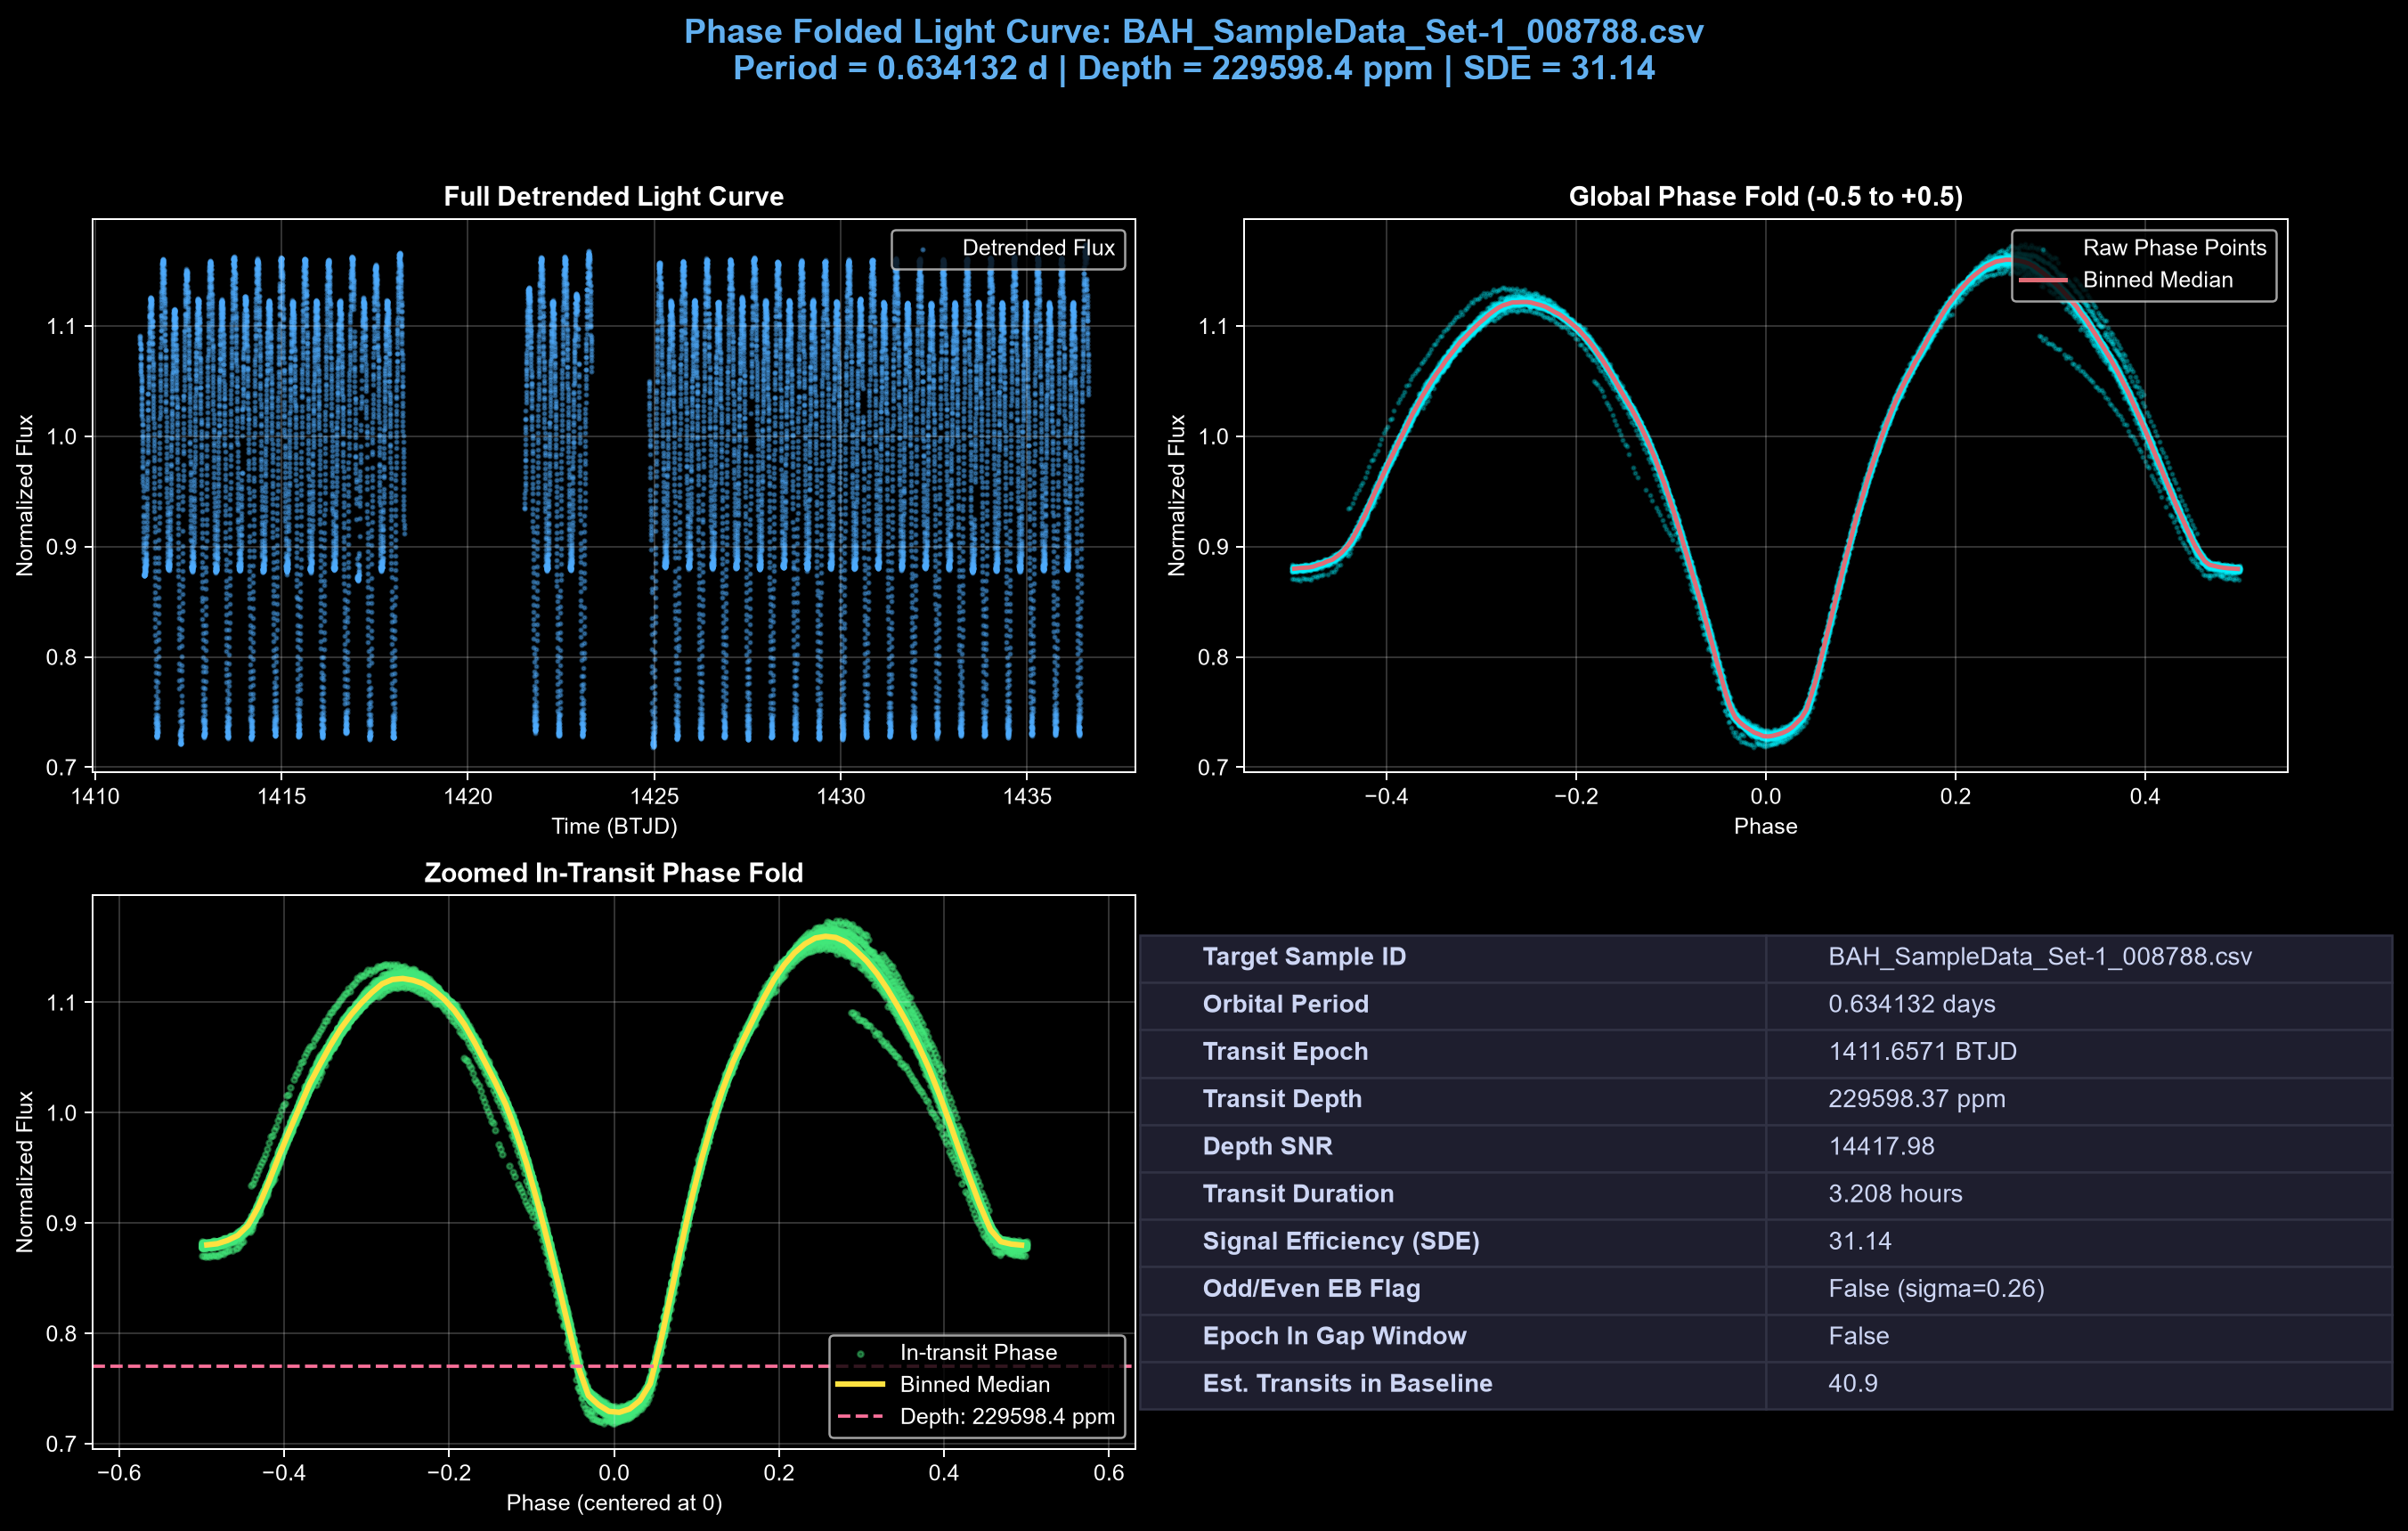 Phase Folded Light Curve: BAH_SampleData_Set-1_008788.csv
Period = 0.634132 d | Depth = 229598.4 ppm | SDE = 31.14
Full Detrended Light Curve
Detrended Flux
Normalized Flux
1.1
1.0
0.9
0.8
0.7
1410
1415
1420
1425
1430
1435
Time (BTJD)
Global Phase Fold (-0.5 to +0.5)
Raw Phase Points
Binned Median
Normalized Flux
1.1
1.0
0.9
0.8
0.7
−0.4
−0.2
0.0
0.2
0.4
Phase
Zoomed In-Transit Phase Fold
Normalized Flux
1.1
1.0
0.9
0.8
0.7
In-transit Phase
Binned Median
Depth: 229598.4 ppm
−0.6
−0.4
−0.2
0.0
0.2
0.4
0.6
Phase (centered at 0)
Target Sample ID BAH_SampleData_Set-1_008788.csv
Orbital Period 0.634132 days
Transit Epoch 1411.6571 BTJD
Transit Depth 229598.37 ppm
Depth SNR 14417.98
Transit Duration 3.208 hours
Signal Efficiency (SDE) 31.14
Odd/Even EB Flag False (sigma=0.26)
Epoch In Gap Window False
Est. Transits in Baseline 40.9